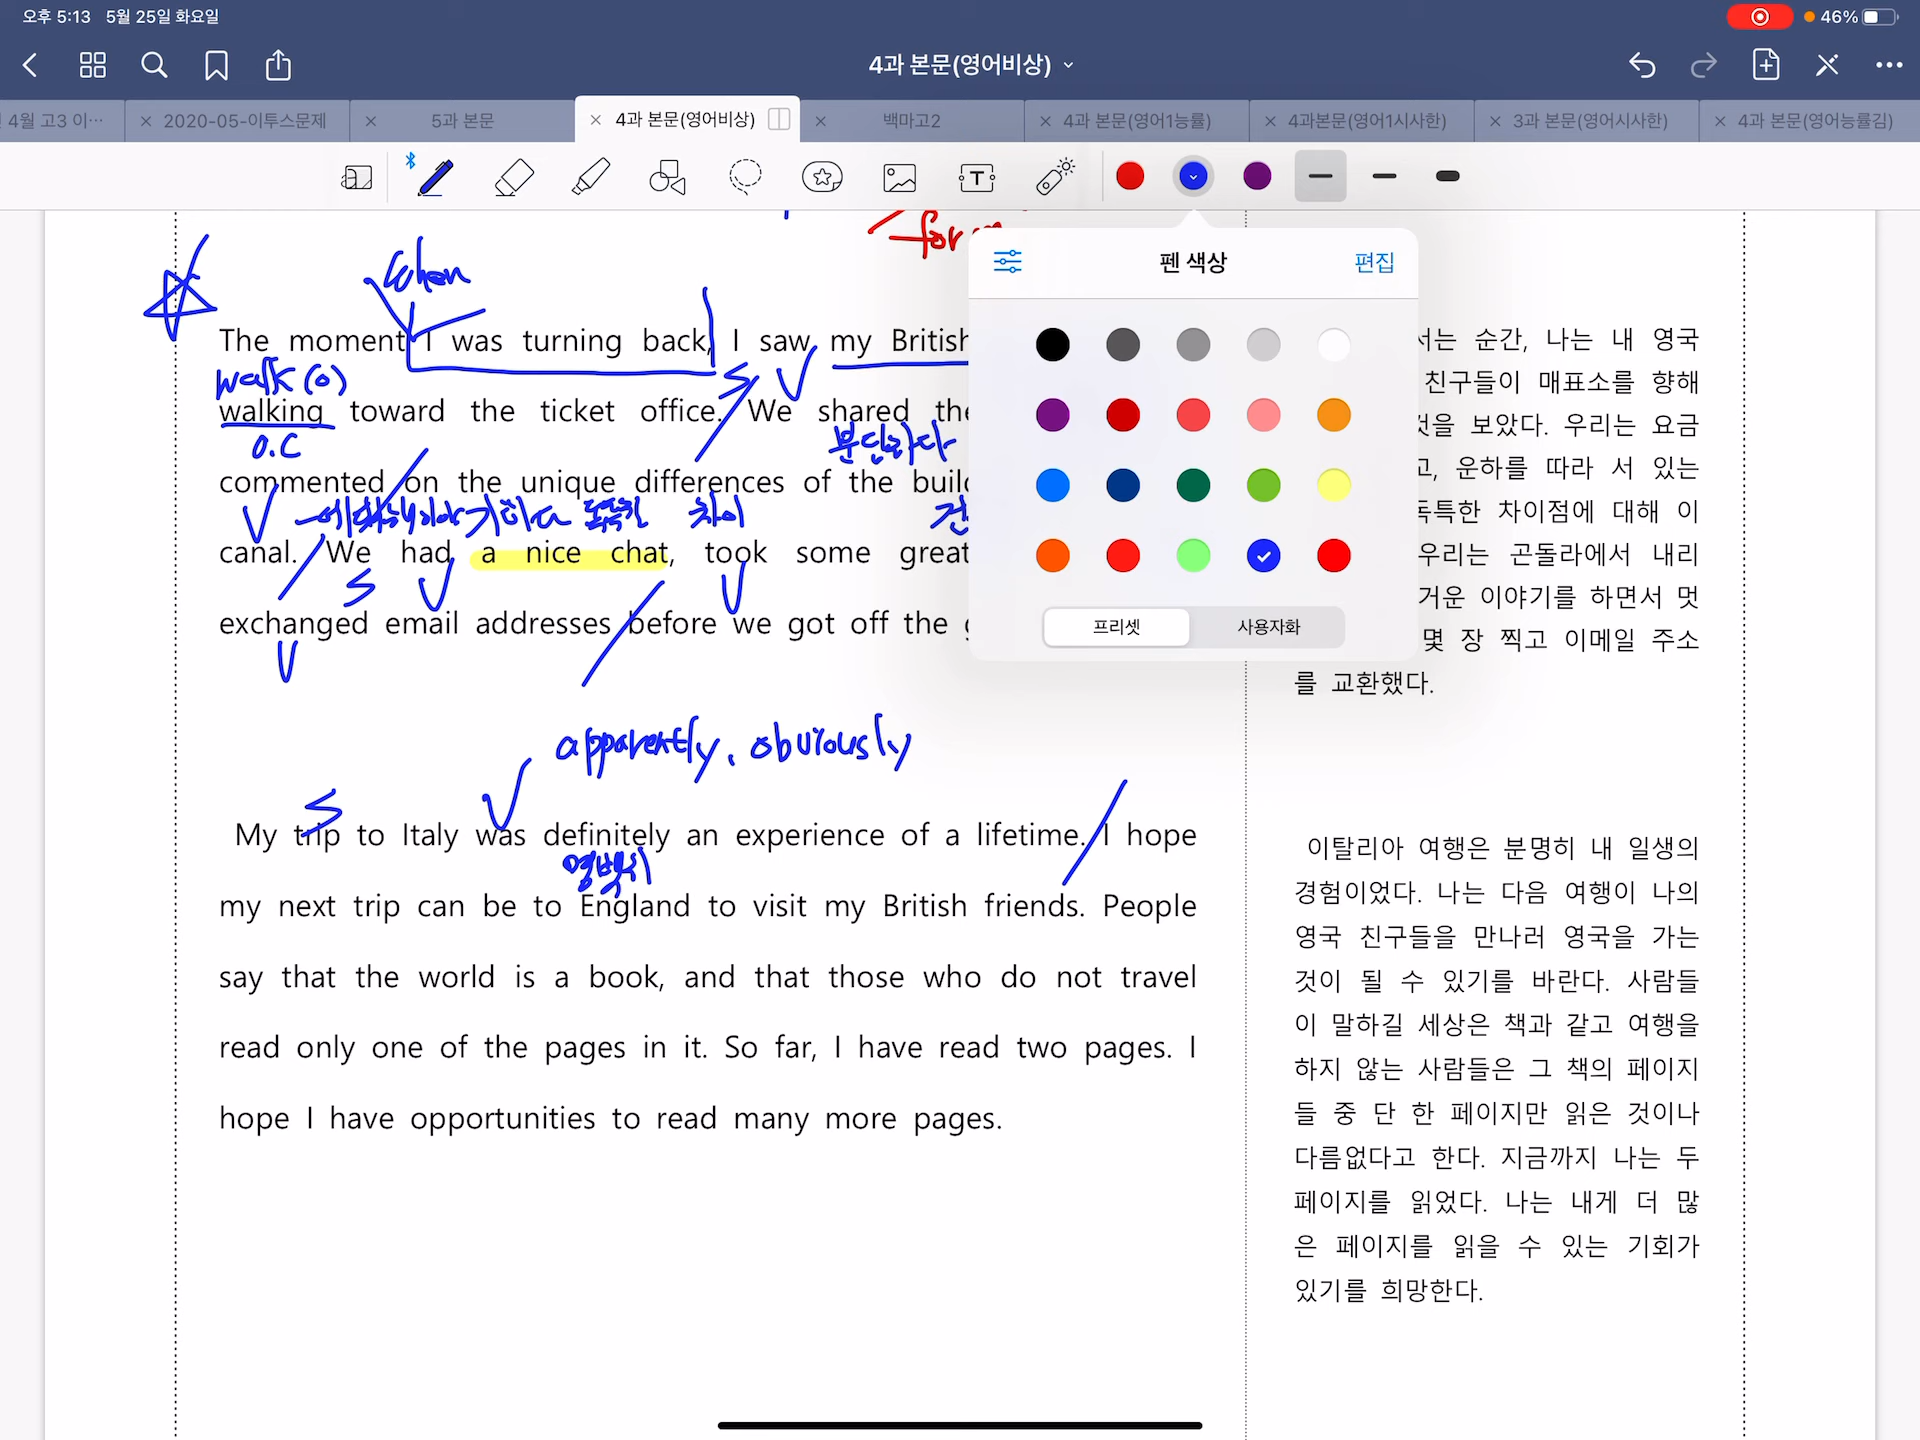 오후 5:13 5월 25일 화요일
46%
4과 본문(영어비상)
4월 고3 이…
2020-05-이투스문제
5과 본문
4과 본문(영어비상)
백마고2
4과 본문(영어1능률)
4과본문(영어1시사한)
3과 본문(영어시사한)
4과 본문(영어능률김)
펜 색상
편집
프리셋
사용자화
when
The moment I was turning back, I saw my British
walk (o)
S
walking toward the ticket office. We shared the
O.C
분담하다
commented on the unique differences of the
~에 대해 이야기하다 독특한 차이
canal. We had a nice chat, took some great
S
exchanged email addresses before we got off the
apparently, obviously
S
My trip to Italy was definitely an experience of a lifetime. I hope
명백히
my next trip can be to England to visit my British friends. People
say that the world is a book, and that those who do not travel
read only one of the pages in it. So far, I have read two pages. I
hope I have opportunities to read many more pages.
서는 순간, 나는 내 영국
친구들이 매표소를 향해
것을 보았다. 우리는 요금
고, 운하를 따라 서 있는
독특한 차이점에 대해 이
우리는 곤돌라에서 내리
거운 이야기를 하면서 멋
몇 장 찍고 이메일 주소
를 교환했다.
이탈리아 여행은 분명히 내 일생의
경험이었다. 나는 다음 여행이 나의
영국 친구들을 만나러 영국을 가는
것이 될 수 있기를 바란다. 사람들
이 말하길 세상은 책과 같고 여행을
하지 않는 사람들은 그 책의 페이지
들 중 단 한 페이지만 읽은 것이나
다름없다고 한다. 지금까지 나는 두
페이지를 읽었다. 나는 내게 더 많
은 페이지를 읽을 수 있는 기회가
있기를 희망한다.